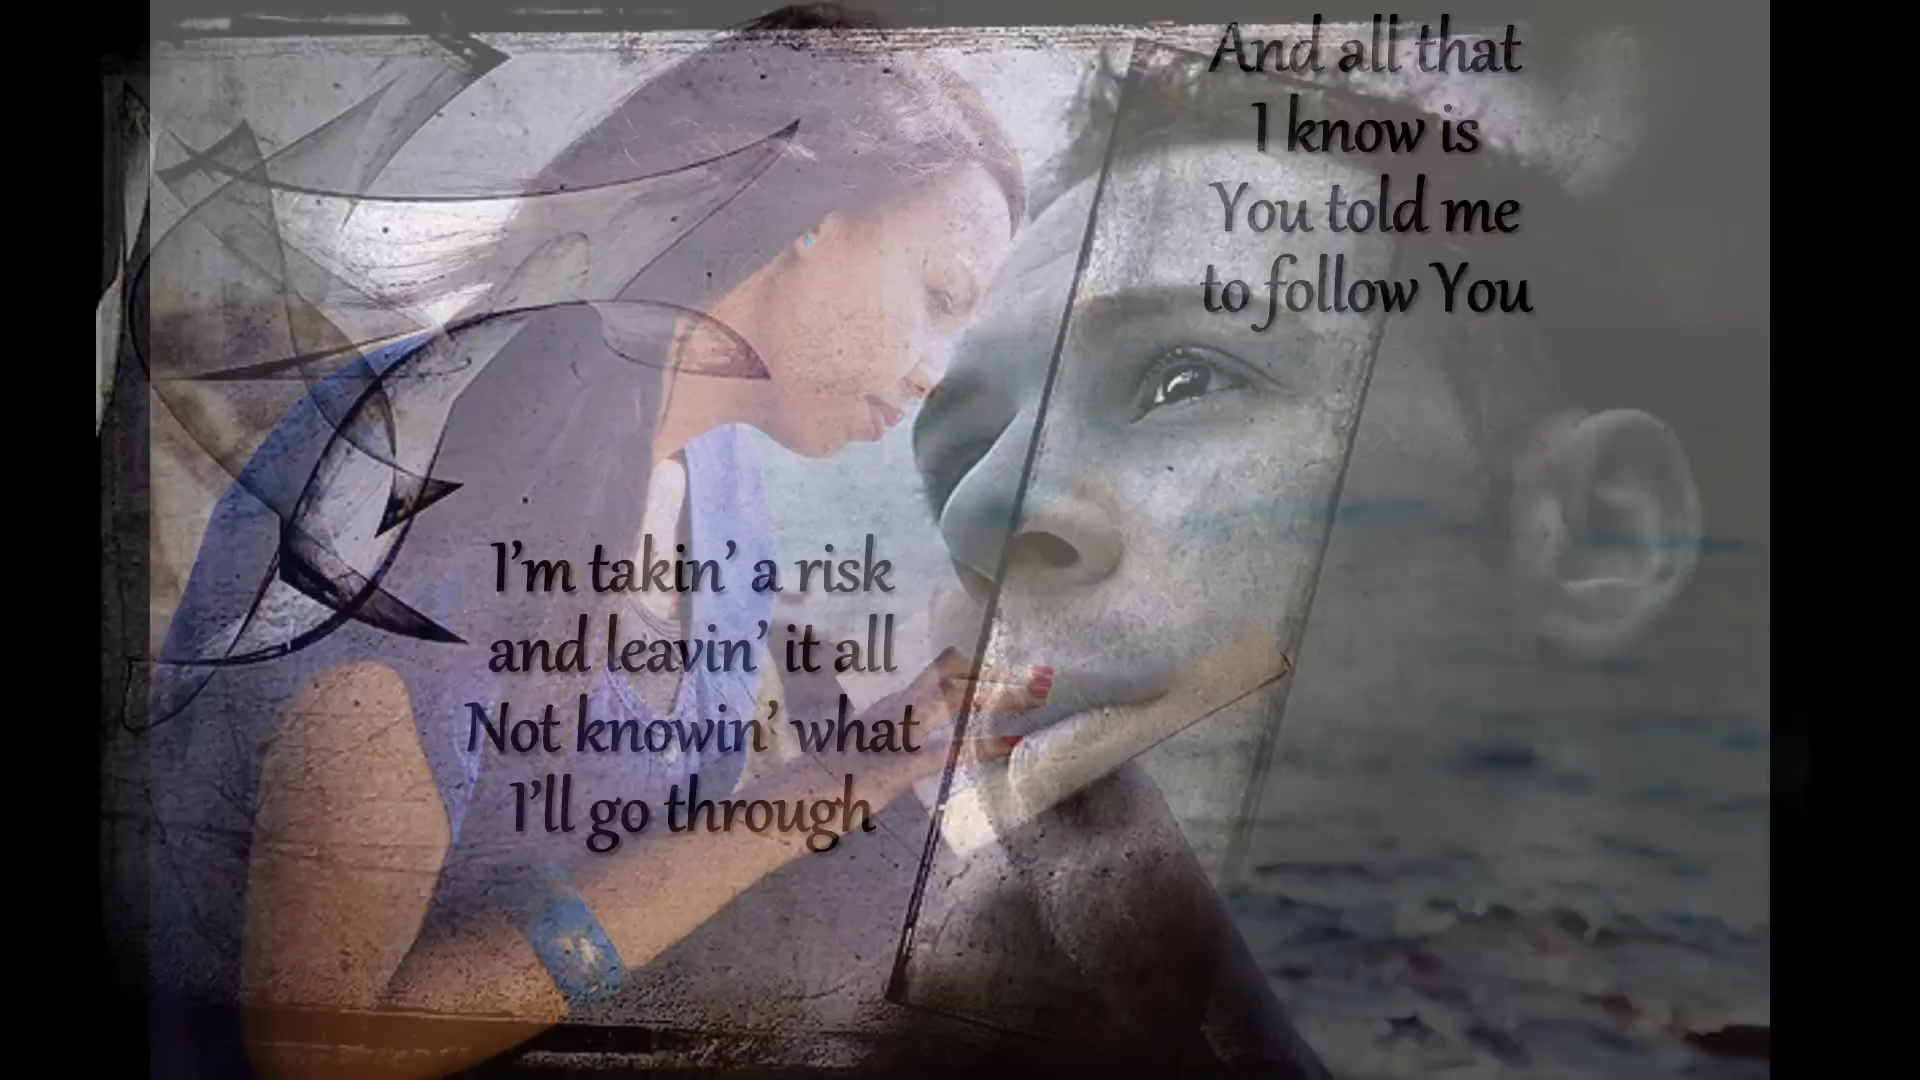 And all that
I know is
You told me
to follow You
I’m takin’ a risk
and leavin’ it all
Not knowin’ what
I’ll go through